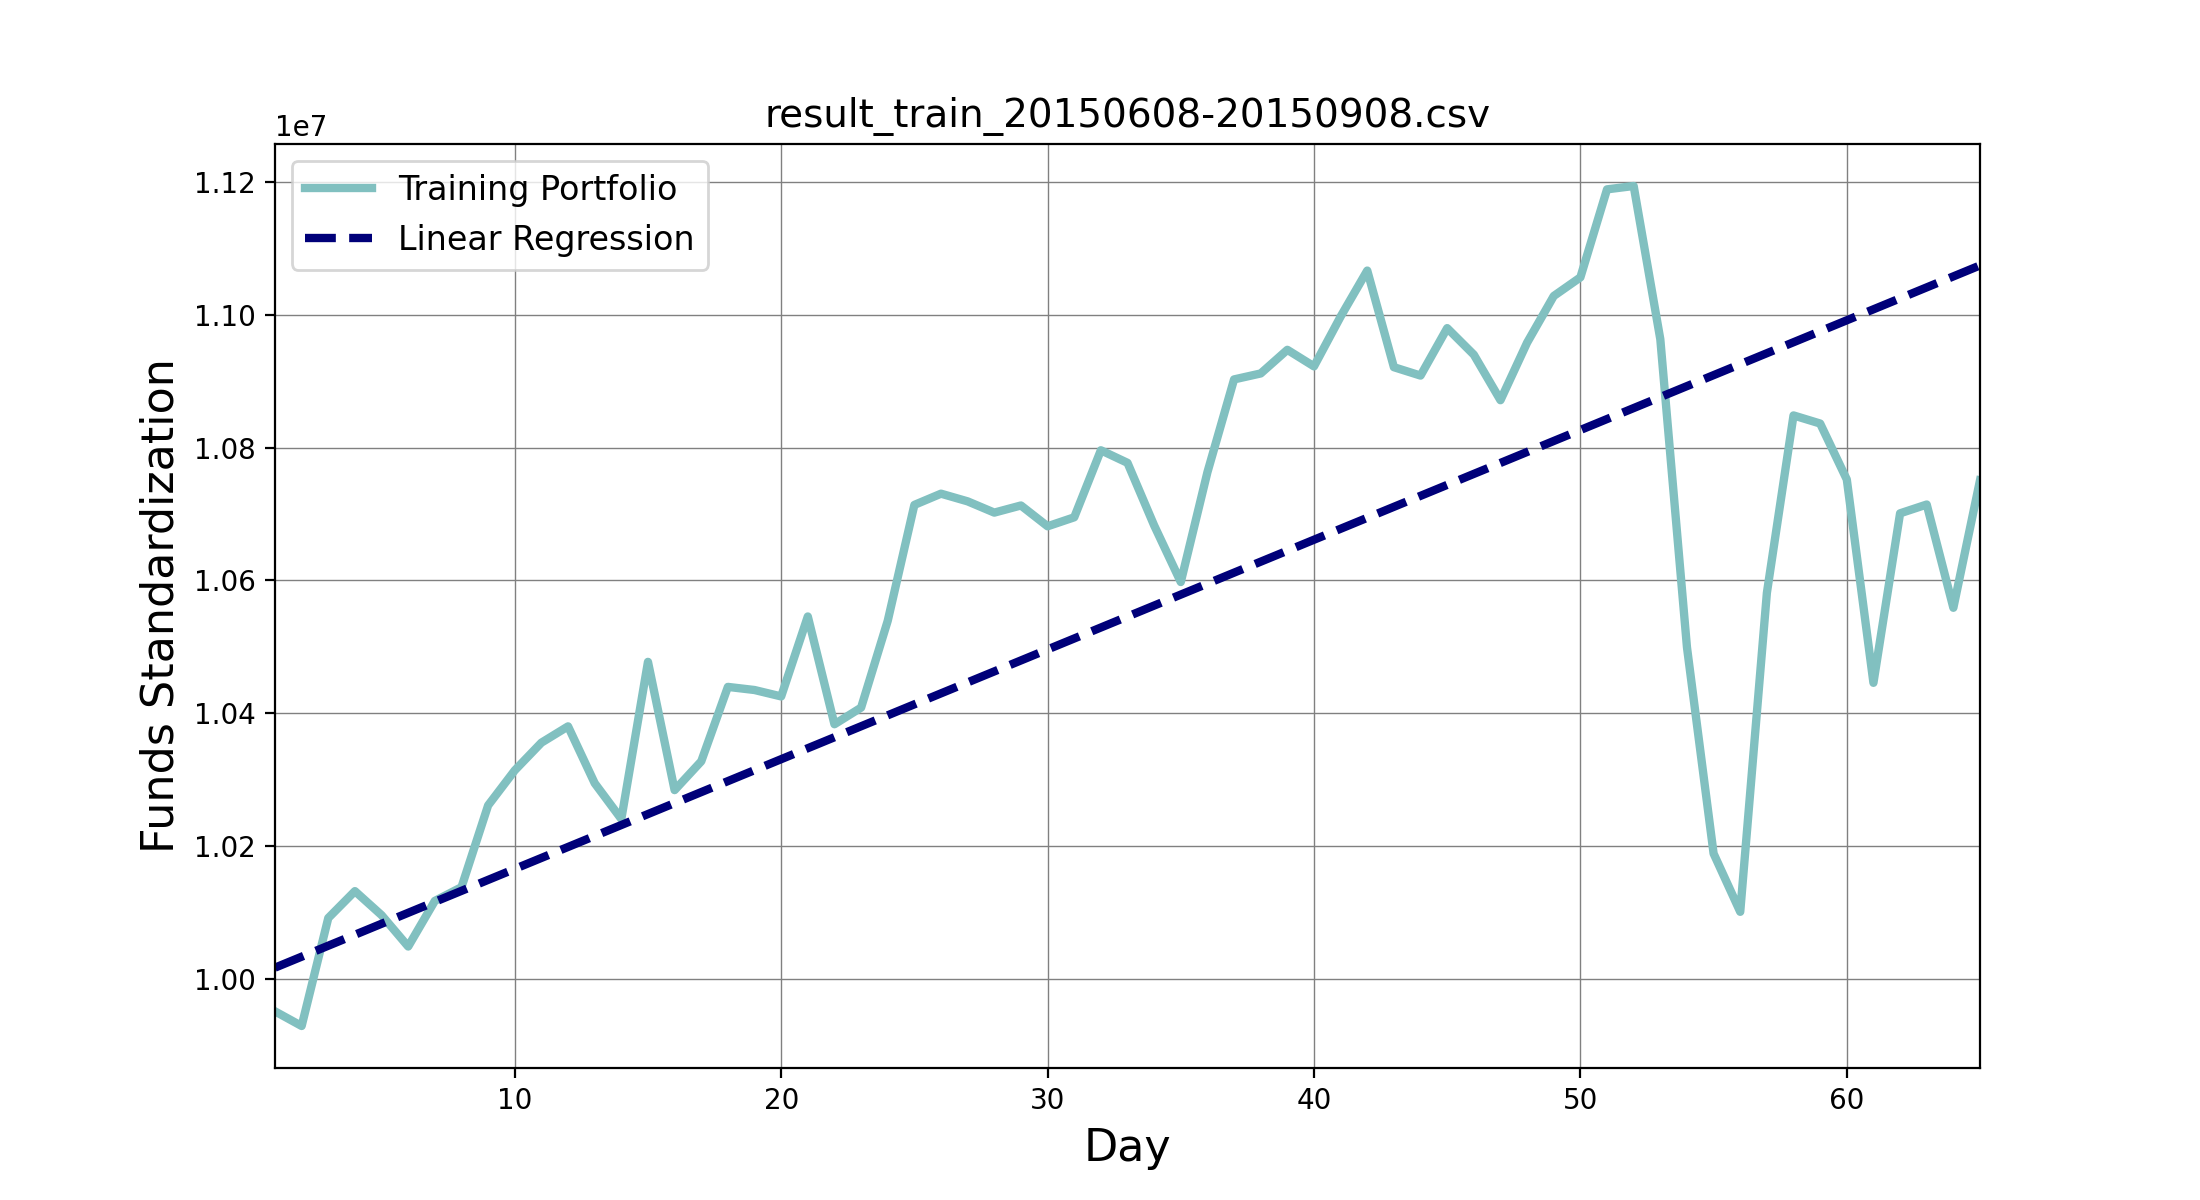 result_train_20150608-20150908.csv
1e7
Training Portfolio
Linear Regression
1.12
1.10
1.08
1.06
1.04
1.02
1.00
Funds Standardization
10 20 30 40 50 60
Day